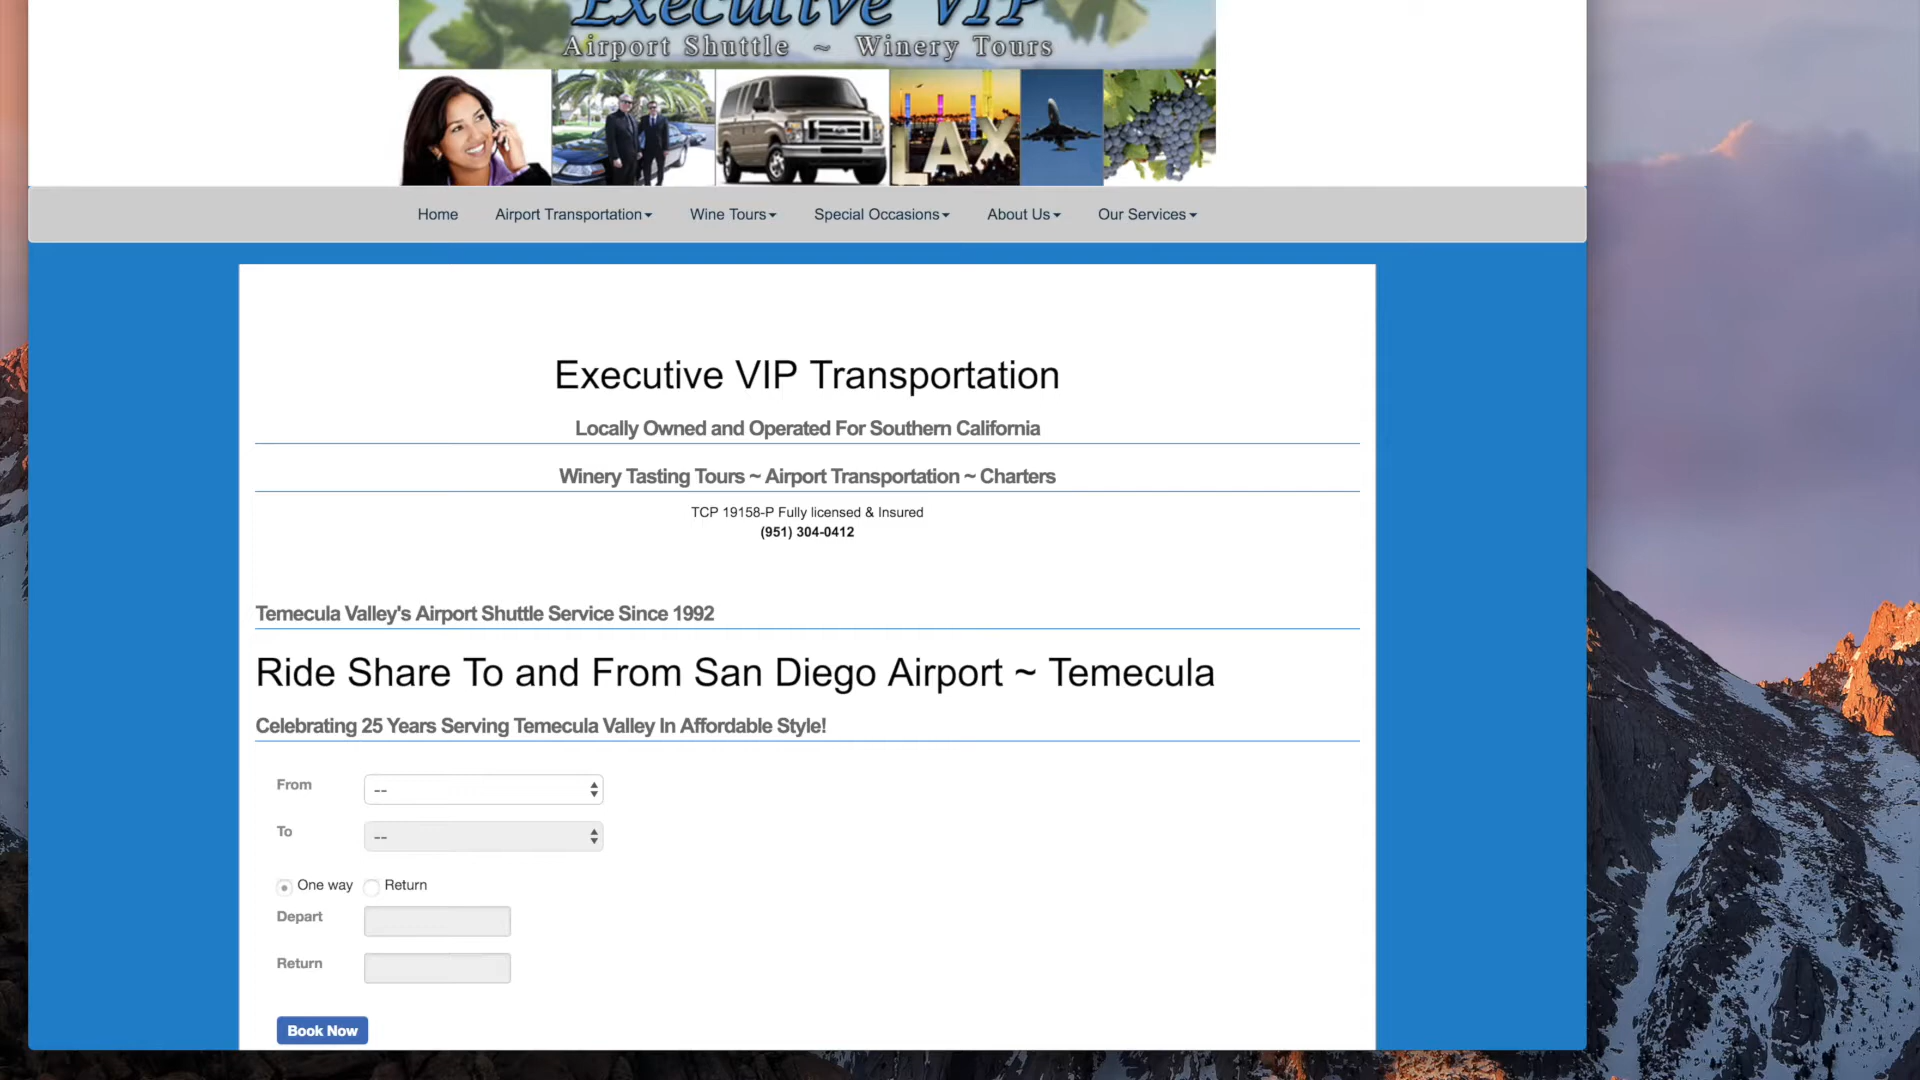 Executive VIP
Airport Shuttle ~ Winery Tours
LAX
Home Airport Transportation Wine Tours Special Occasions About Us Our Services
Executive VIP Transportation
Locally Owned and Operated For Southern California
Winery Tasting Tours ~ Airport Transportation ~ Charters
TCP 19158-P Fully licensed & Insured
(951) 304-0412
Temecula Valley's Airport Shuttle Service Since 1992
Ride Share To and From San Diego Airport ~ Temecula
Celebrating 25 Years Serving Temecula Valley In Affordable Style!
From --
To --
One way Return
Depart
Return
Book Now